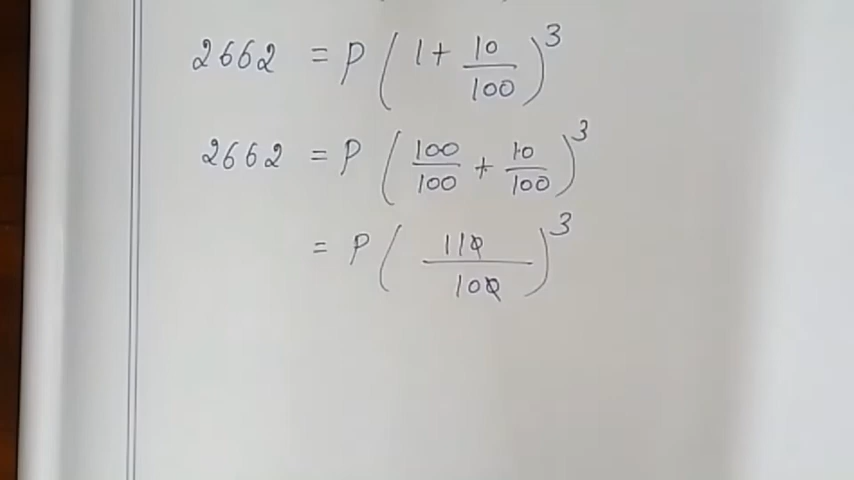 2662 = P ( 1 + 10/100 )^3
2662 = P ( 100/100 + 10/100 )^3
= P ( 110/100 )^3